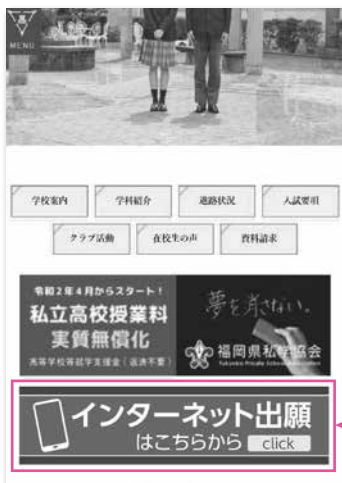 MENU
学校案内
学科紹介
進路状況
入試要項
クラブ活動
在校生の声
資料請求
令和2年4月からスタート！
私立高校授業料
実質無償化
高等学校等就学支援金（返済不要）
夢を消さない。
福岡県私学協会
Fukuoka Private School Association
インターネット出願
はこちらから click